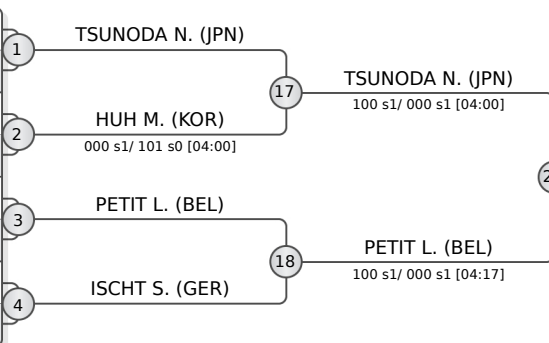 TSUNODA N. (JPN)
1
17
TSUNODA N. (JPN)
100 s1/ 000 s1 [04:00]
HUH M. (KOR)
2
000 s1/ 101 s0 [04:00]
PETIT L. (BEL)
3
18
PETIT L. (BEL)
100 s1/ 000 s1 [04:17]
ISCHT S. (GER)
4